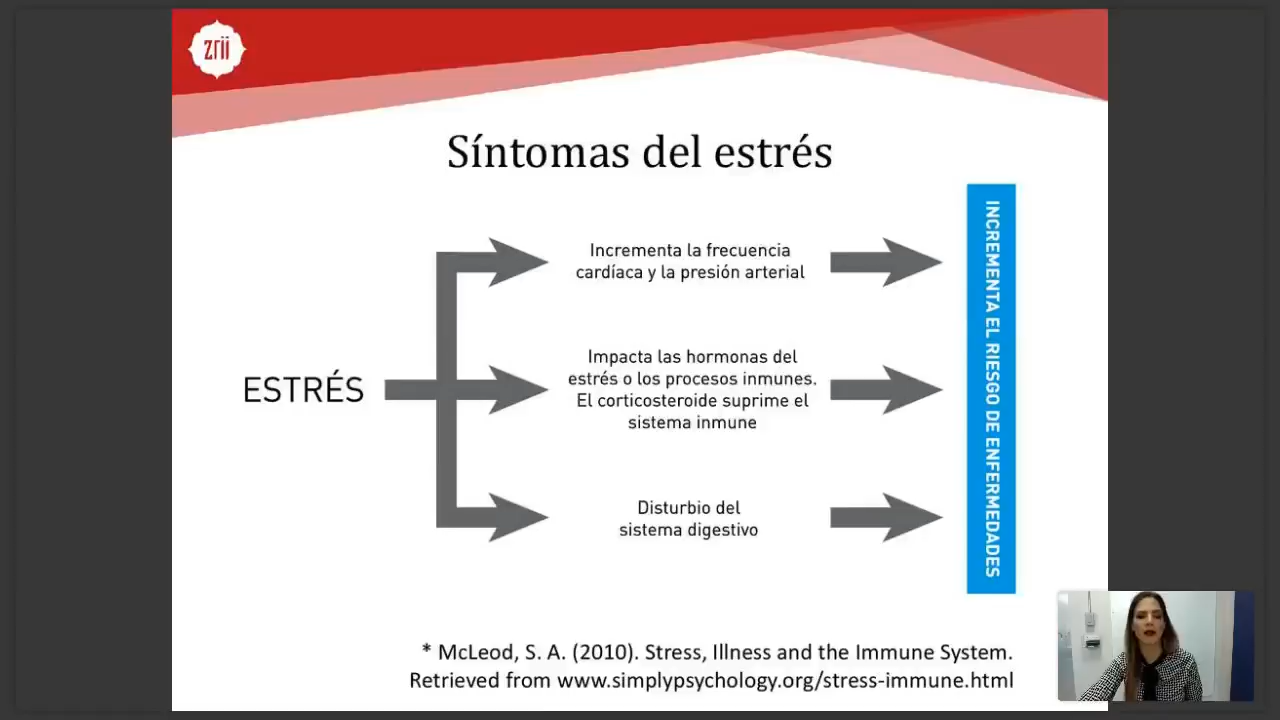 zrii
Síntomas del estrés
ESTRÉS
Incrementa la frecuencia
cardíaca y la presión arterial
Impacta las hormonas del
estrés o los procesos inmunes.
El corticosteroide suprime el
sistema inmune
Disturbio del
sistema digestivo
INCREMENTA EL RIESGO DE ENFERMEDADES
* McLeod, S. A. (2010). Stress, Illness and the Immune System.
Retrieved from www.simplypsychology.org/stress-immune.html